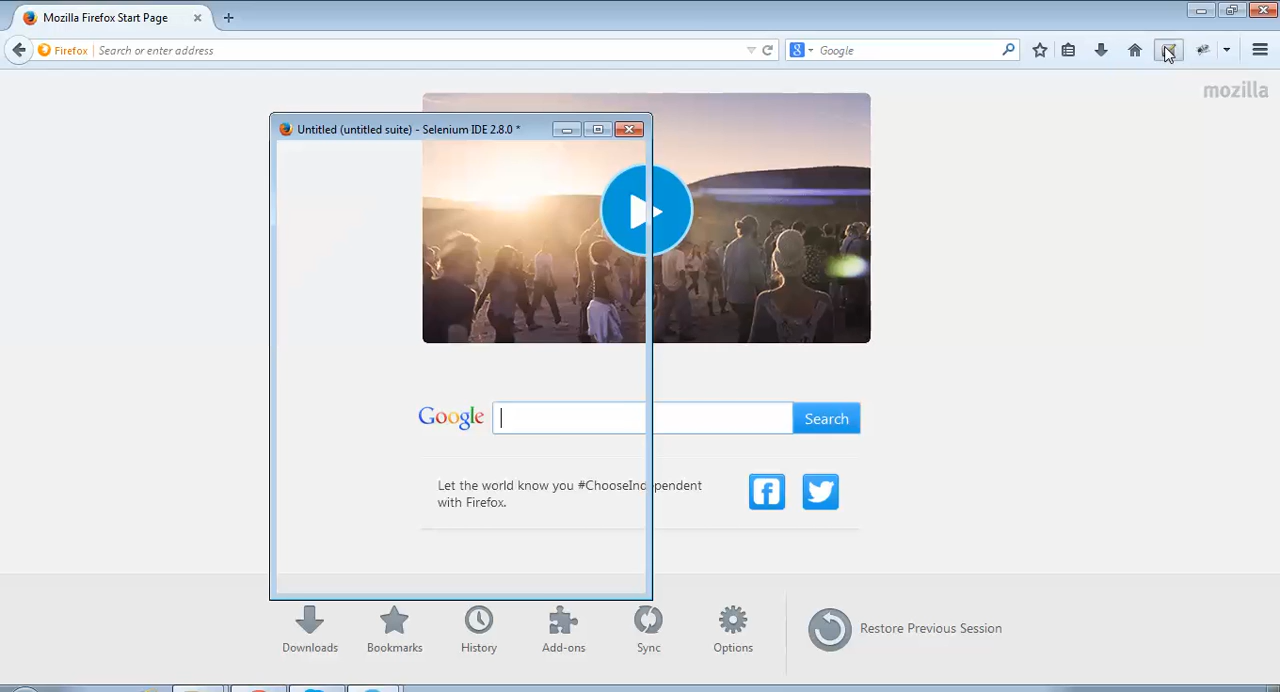 Mozilla Firefox Start Page
Firefox
Search or enter address
8
Google
mozilla
Untitled (untitled suite) - Selenium IDE 2.8.0 *
Google
Search
Let the world know you #ChooseIndependent
with Firefox.
Downloads
Bookmarks
History
Add-ons
Sync
Options
Restore Previous Session